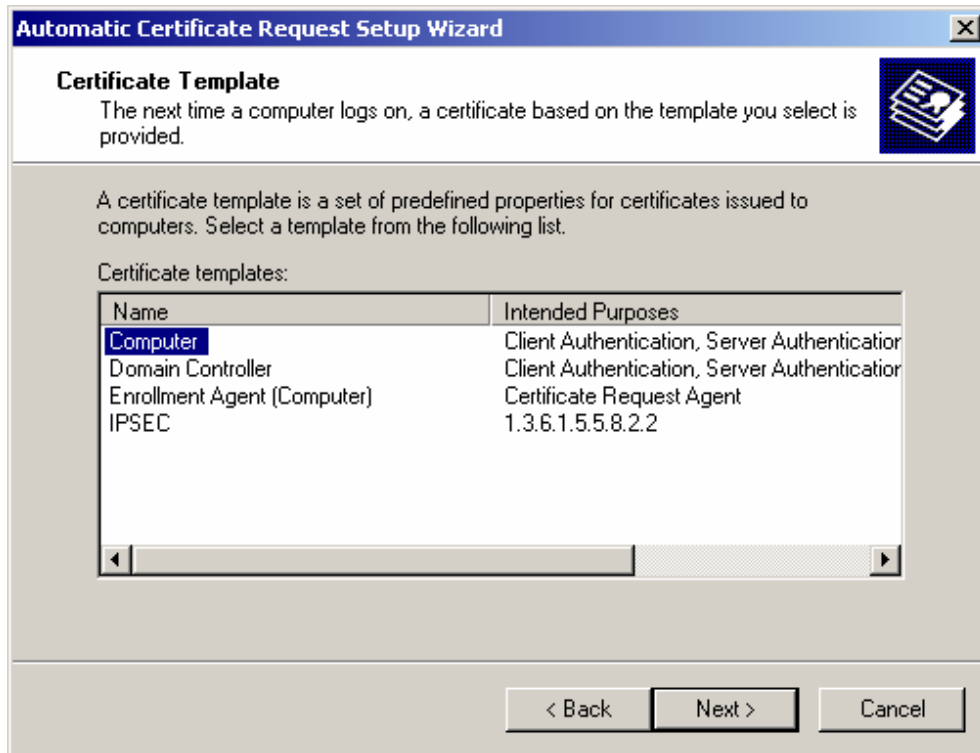 Automatic Certificate Request Setup Wizard
Certificate Template
The next time a computer logs on, a certificate based on the template you select is
provided.
A certificate template is a set of predefined properties for certificates issued to
computers. Select a template from the following list.
Certificate templates:
Name Intended Purposes
Computer Client Authentication, Server Authentication
Domain Controller Client Authentication, Server Authentication
Enrollment Agent (Computer) Certificate Request Agent
IPSEC 1.3.6.1.5.5.8.2.2
< Back Next > Cancel